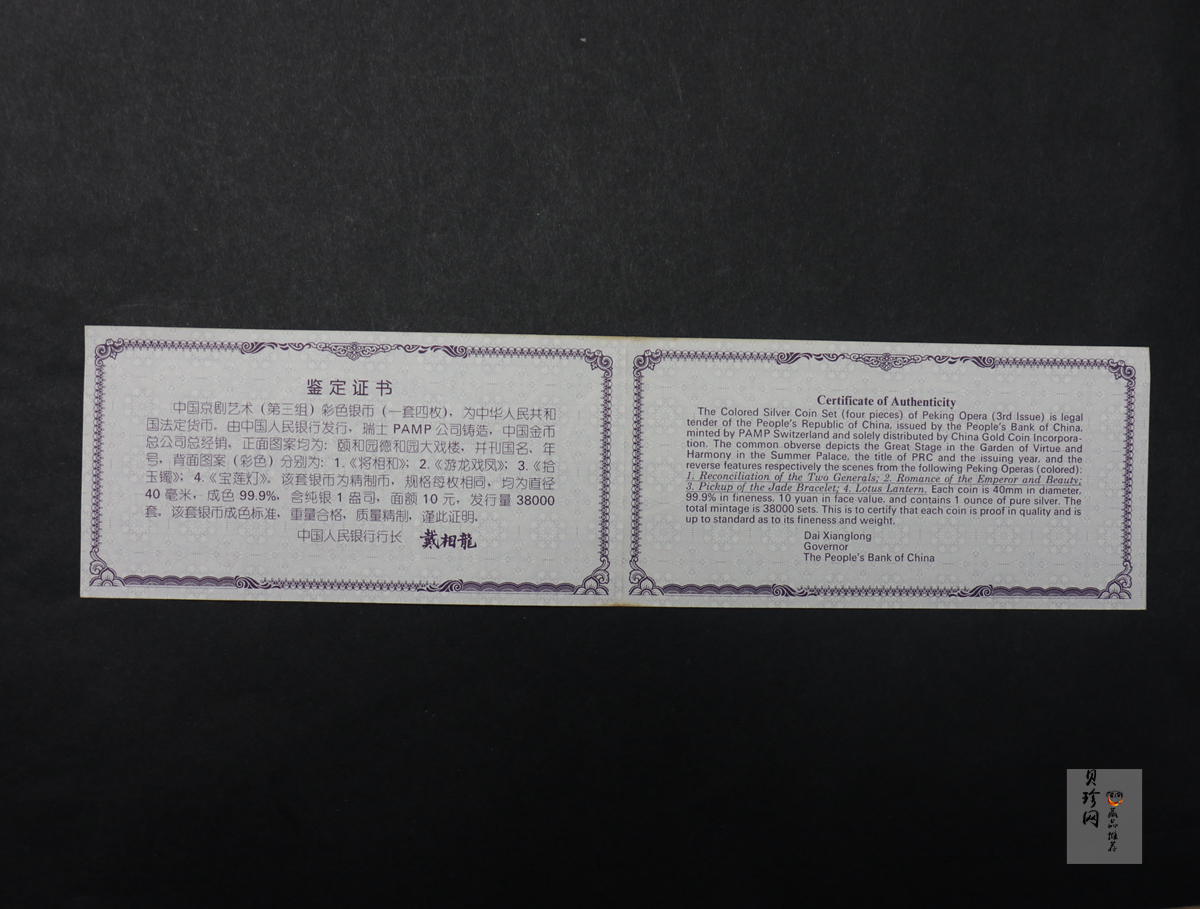 鉴定证书
中国京剧艺术（第三组）彩色银币（一套四枚），为中华人民共和
国法定货币，由中国人民银行发行，瑞士 PAMP 公司铸造，中国金币
总公司总经销，正面图案均为：颐和园德和园大戏楼，并刊国名、年
号，背面图案（彩色）分别为：1.《将相和》；2.《游龙戏凤》；3.《拾
玉镯》；4.《宝莲灯》。该套银币为精制币，规格每枚相同，均为直径
40 毫米，成色 99.9%，含纯银 1 盎司，面额 10 元，发行量 38000
套，该套银币成色标准，重量合格，质量精制，谨此证明。
中国人民银行行长 戴相龍
Certificate of Authenticity
The Colored Silver Coin Set (four pieces) of Peking Opera (3rd Issue) is legal
tender of the People's Republic of China, issued by the People's Bank of China,
minted by PAMP Switzerland and solely distributed by China Gold Coin Incorpora-
tion. The common obverse depicts the Great Stage in the Garden of Virtue and
Harmony in the Summer Palace, the title of PRC and the issuing year, and the
reverse features respectively the scenes from the following Peking Operas (colored):
1. Reconciliation of the Two Generals; 2. Romance of the Emperor and Beauty;
3. Pickup of the Jade Bracelet; 4. Lotus Lantern. Each coin is 40mm in diameter,
99.9% in fineness, 10 yuan in face value, and contains 1 ounce of pure silver. The
total mintage is 38000 sets. This is to certify that each coin is proof in quality and is
up to standard as to its fineness and weight.
Dai Xianglong
Governor
The People's Bank of China
贝珍网
藏品推荐